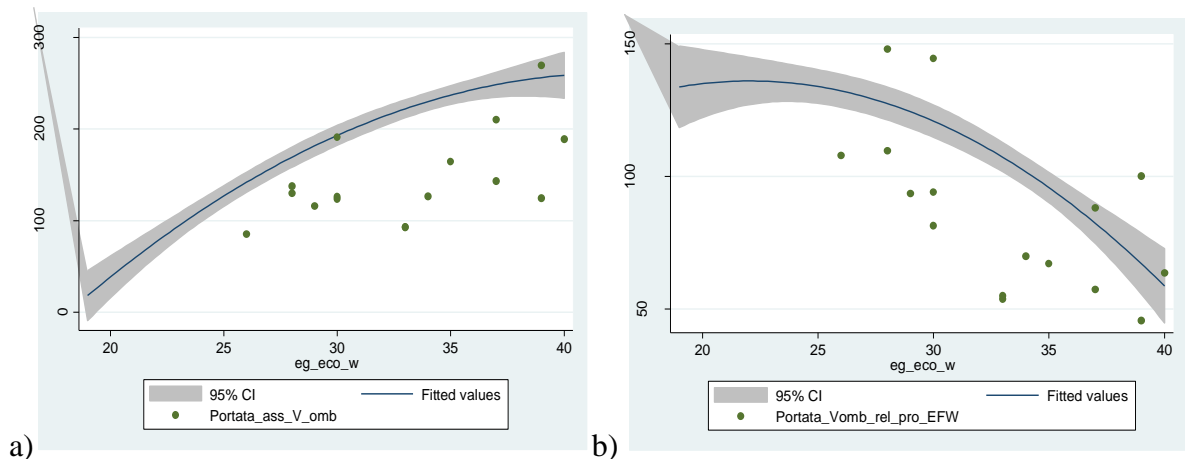 300
200
100
0
20 25 30 35 40
eg_eco_w
95% CI Fitted values
Portata_ass_V_omb
a)
150
100
50
20 25 30 35 40
eg_eco_w
95% CI Fitted values
Portata_Vomb_rel_pro_EFW
b)